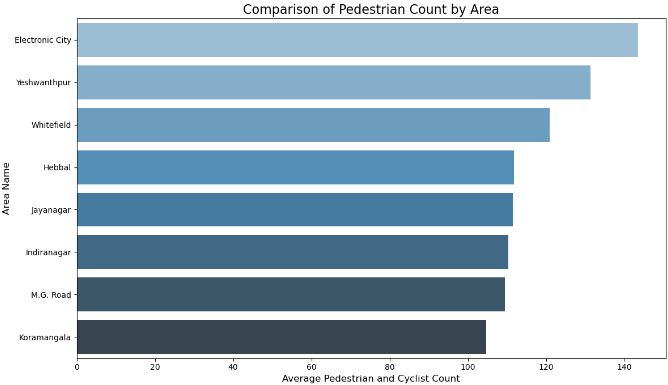 Comparison of Pedestrian Count by Area
Area Name
Electronic City
Yeshwanthpur
Whitefield
Hebbal
Jayanagar
Indiranagar
M.G. Road
Koramangala
0 20 40 60 80 100 120 140
Average Pedestrian and Cyclist Count